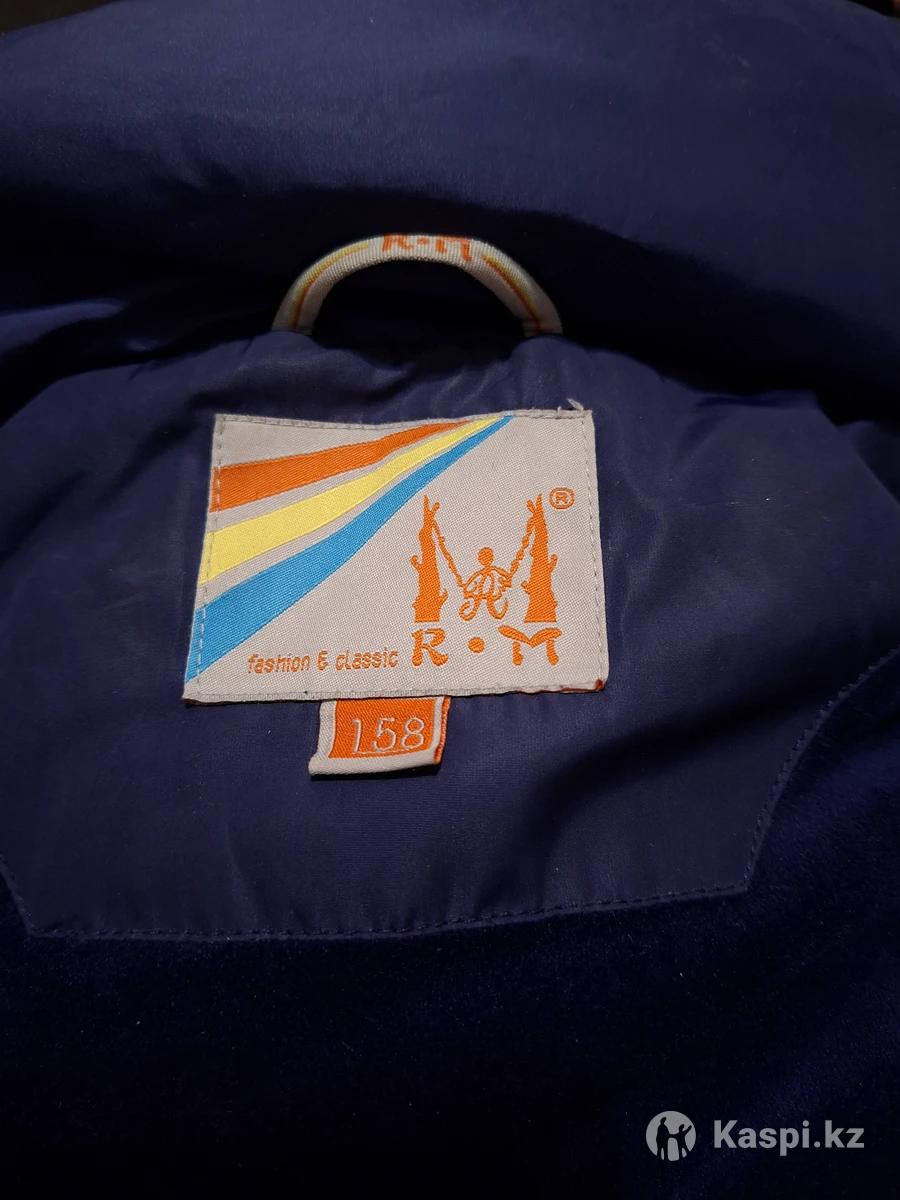 R·M
®
fashion & classic R·M
158
Kaspi.kz